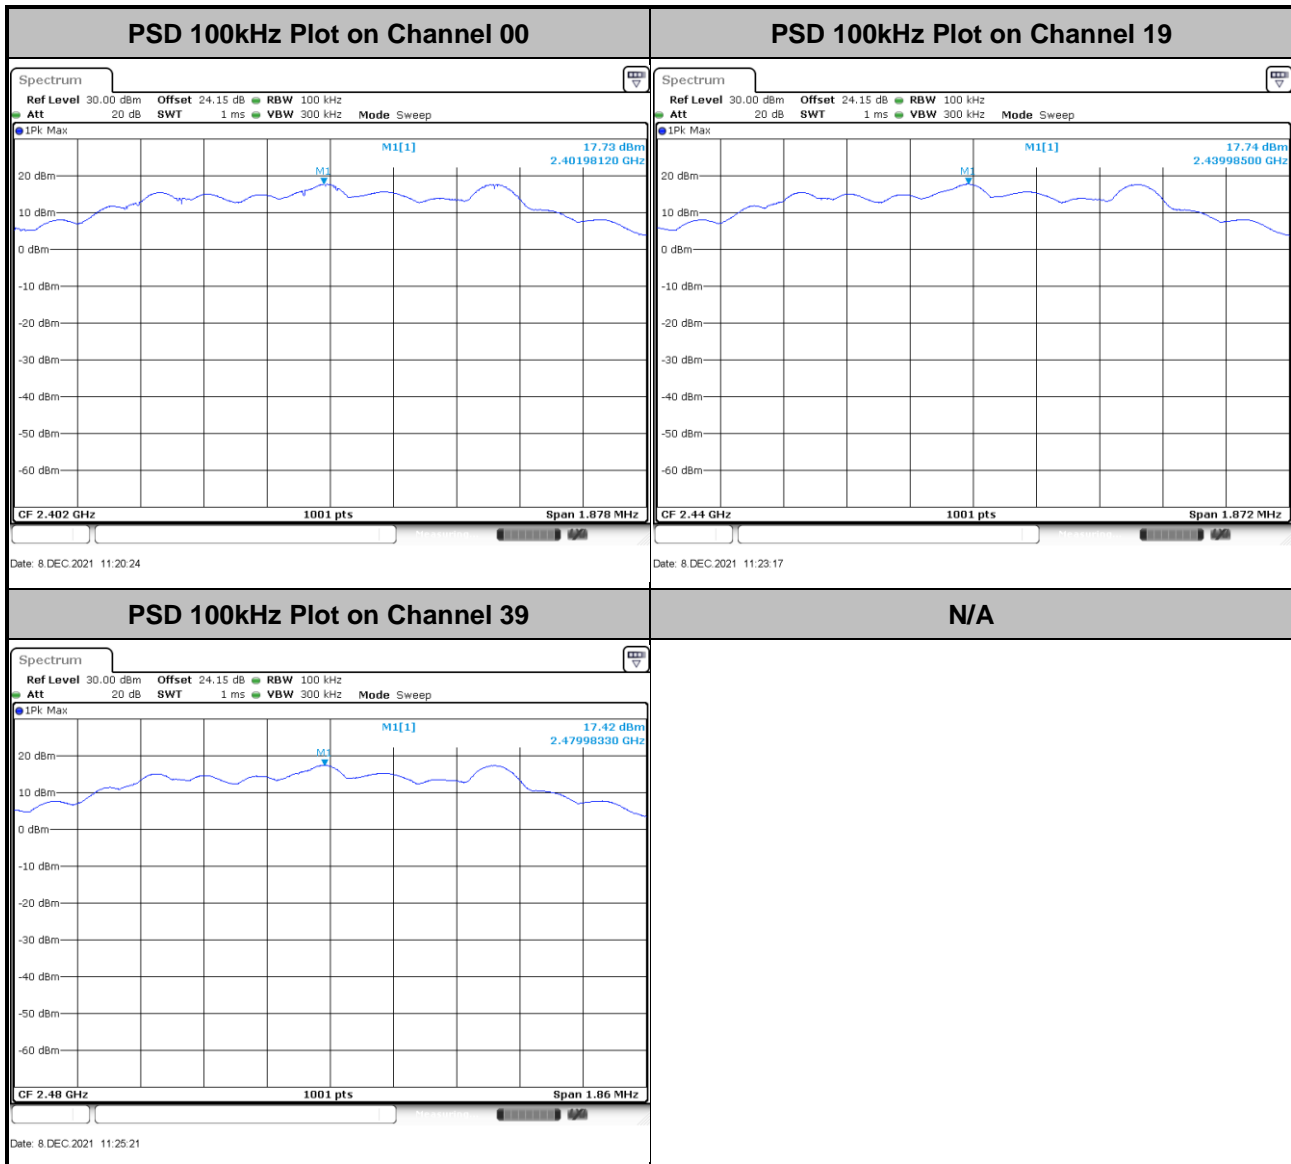 PSD 100kHz Plot on Channel 00
PSD 100kHz Plot on Channel 19
Spectrum
Ref Level 30.00 dBm Offset 24.15 dB RBW 100 kHz
Att 20 dB SWT 1 ms VBW 300 kHz Mode Sweep
1Pk Max
M1[1] 17.73 dBm
2.40198120 GHz
M1
20 dBm
10 dBm
0 dBm
-10 dBm
-20 dBm
-30 dBm
-40 dBm
-50 dBm
-60 dBm
CF 2.402 GHz 1001 pts Span 1.878 MHz
Measuring
Date: 8.DEC.2021 11:20:24
Spectrum
Ref Level 30.00 dBm Offset 24.15 dB RBW 100 kHz
Att 20 dB SWT 1 ms VBW 300 kHz Mode Sweep
1Pk Max
M1[1] 17.74 dBm
2.43998500 GHz
M1
20 dBm
10 dBm
0 dBm
-10 dBm
-20 dBm
-30 dBm
-40 dBm
-50 dBm
-60 dBm
CF 2.44 GHz 1001 pts Span 1.872 MHz
Measuring
Date: 8.DEC.2021 11:23:17
PSD 100kHz Plot on Channel 39
N/A
Spectrum
Ref Level 30.00 dBm Offset 24.15 dB RBW 100 kHz
Att 20 dB SWT 1 ms VBW 300 kHz Mode Sweep
1Pk Max
M1[1] 17.42 dBm
2.47998330 GHz
M1
20 dBm
10 dBm
0 dBm
-10 dBm
-20 dBm
-30 dBm
-40 dBm
-50 dBm
-60 dBm
CF 2.48 GHz 1001 pts Span 1.86 MHz
Measuring
Date: 8.DEC.2021 11:25:21